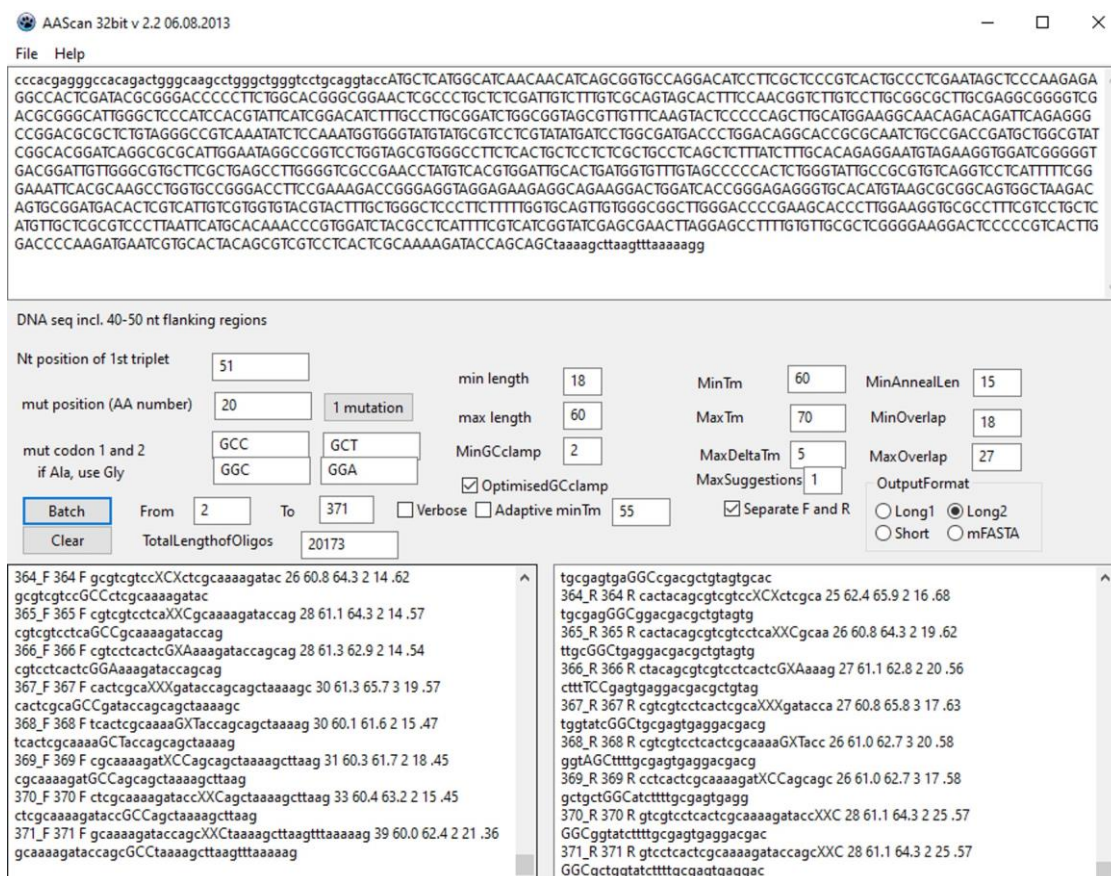 AAScan 32bit v 2.2 06.08.2013
File Help
cccacgagggccacagactgggcaagcctgggctgggtcctgcaggtaccATGCTCATGGCATCAACAACATCAGCGGTGCCAGGACATCCTTCGCTCCCGTCACTGCCCTCGAATAGCTCCCAAGAGA
GGCCACTCGATACGCGGGACCCCCTTCTGGCACGGGCGGAACTCGCCCTGCTCTCGATTGTCTTTGTCGCAGTAGCACTTTCCAACGGTCTTGTCCTTGCGGCGCTTGCGAGGCGGGGTCG
ACGCGGGCATTGGGCTCCCATCCACGTATTCATCGGACATCTTTGCCTTGCGGATCTGGCGGTAGCGTTGTTTCAAGTACTCCCCCAGCTTGCATGGAAGGCAACAGACAGATTCAGAGGG
CCGGACGCGCTCTGTAGGGCCGTCAAATATCTCCAAATGGTGGGTATGTATGCGTCCTCGTATATGATCCTGGCGATGACCCTGGACAGGCACCGCGCAATCTGCCGACCGATGCTGGCGTAT
CGGCACGGATCAGGCGCGCATTGGAATAGGCCGGTCCTGGTAGCGTGGGCCTTCTCACTGCTCCTCTCGCTGCCTCAGCTCTTTATCTTTGCACAGAGGAATGTAGAAGGTGGATCGGGGGT
GACGGATTGTTGGGCGTGCTTCGCTGAGCCTTGGGGTCGCCGAACCTATGTCACGTGGATTGCACTGATGGTGTTTGTAGCCCCCACTCTGGGTATTGCCGCGTGTCAGGTCCTCATTTTTCGG
GAAATTCACGCAAGCCTGGTGCCGGGACCTTCCGAAAGACCGGGAGGTAGGAGAAGAGGCAGAAGGACTGGATCACCGGGAGAGGGTGCACATGTAAGCGCGGCAGTGGCTAAGAC
AGTGCGGATGACACTCGTCATTGTCGTGGTGTACGTACTTTGCTGGGCTCCCTTCTTTTTGGTGCAGTTGTGGGCGGCTTGGGACCCCGAAGCACCCTTGGAAGGTGCGCCTTTCGTCCTGCTC
ATGTTGCTCGCGTCCCTTAATTCATGCACAAACCCGTGGATCTACGCCTCATTTTCGTCATCGGTATCGAGCGAACTTAGGAGCCTTTTGTGTTGCGCTCGGGGAAGGACTCCCCCGTCACTTG
GACCCCAAGATGAATCGTGCACTACAGCGTCGTCCTCACTCGCAAAAGATACCAGCAGCtaaaagcttaagtttaaaaagg
DNA seq incl. 40-50 nt flanking regions
Nt position of 1st triplet 51
min length 18 MinTm 60 MinAnnealLen 15
mut position (AA number) 20 1 mutation
max length 60 MaxTm 70 MinOverlap 18
mut codon 1 and 2 GCC GCT
MinGCclamp 2 MaxDeltaTm 5 MaxOverlap 27
if Ala, use Gly GGC GGA
OptimisedGCclamp MaxSuggestions 1 OutputFormat
Batch From 2 To 371 Verbose Adaptive minTm 55 Separate F and R Long1 Long2
Clear TotalLengthofOligos 20173 Short mFASTA
364_F 364 F gcgtcgtccXCXctcgcaaaagatac 26 60.8 64.3 2 14 .62
gcgtcgtccGCCctcgcaaaagatac
365_F 365 F cgtcgtcctcaXXCgcaaaagataccag 28 61.1 64.3 2 14 .57
cgtcgtcctcaGCCgcaaaagataccag
366_F 366 F cgtcctcactcGXAaaagataccagcag 28 61.3 62.9 2 14 .54
cgtcctcactcGGAaaagataccagcag
367_F 367 F cactcgcaXXXgataccagcagctaaaagc 30 61.3 65.7 3 19 .57
cactcgcaGCCgataccagcagctaaaagc
368_F 368 F tcactcgcaaaaGXTaccagcagctaaaag 30 60.1 61.6 2 15 .47
tcactcgcaaaaGCTaccagcagctaaaag
369_F 369 F cgcaaaagatXCCagcagctaaaagcttaag 31 60.3 61.7 2 18 .45
cgcaaaagatGCCagcagctaaaagcttaag
370_F 370 F ctcgcaaaagataccXXCagctaaaagcttaag 33 60.4 63.2 2 15 .45
ctcgcaaaagataccGCCagctaaaagcttaag
371_F 371 F gcaaaagataccagcXXCtaaaagcttaagtttaaaaag 39 60.0 62.4 2 21 .36
gcaaaagataccagcGCCtaaaagcttaagtttaaaaag
tgcgagtgaGGCcgacgctgtagtgcac
364_R 364 R cactacagcgtcgtccXCXctcgca 25 62.4 65.9 2 16 .68
tgcgagGGCggacgacgctgtagtg
365_R 365 R cactacagcgtcgtcctcaXXCgcaa 26 60.8 64.3 2 19 .62
ttgcGGCtgaggacgacgctgtagtg
366_R 366 R ctacagcgtcgtcctcactcGXAaaag 27 61.1 62.8 2 20 .56
ctttTCCgagtgaggacgacgctgtag
367_R 367 R cgtcgtcctcactcgcaXXXgatacca 27 60.8 65.8 3 17 .63
tggtatcGGCtgcgagtgaggacgacg
368_R 368 R cgtcgtcctcactcgcaaaaGXTacc 26 61.0 62.7 3 20 .58
ggtAGCttttgcgagtgaggacgacg
369_R 369 R cctcactcgcaaaagatXCCagcagc 26 61.0 62.7 3 17 .58
gctgctGGCatcttttgcgagtgagg
370_R 370 R gtcgtcctcactcgcaaaagataccXXC 28 61.1 64.3 2 25 .57
GGCggtatcttttgcgagtgaggacgac
371_R 371 R gtcctcactcgcaaaagataccagcXXC 28 61.1 64.3 2 25 .57
GGCgctggtatcttttgcgagtgaggac